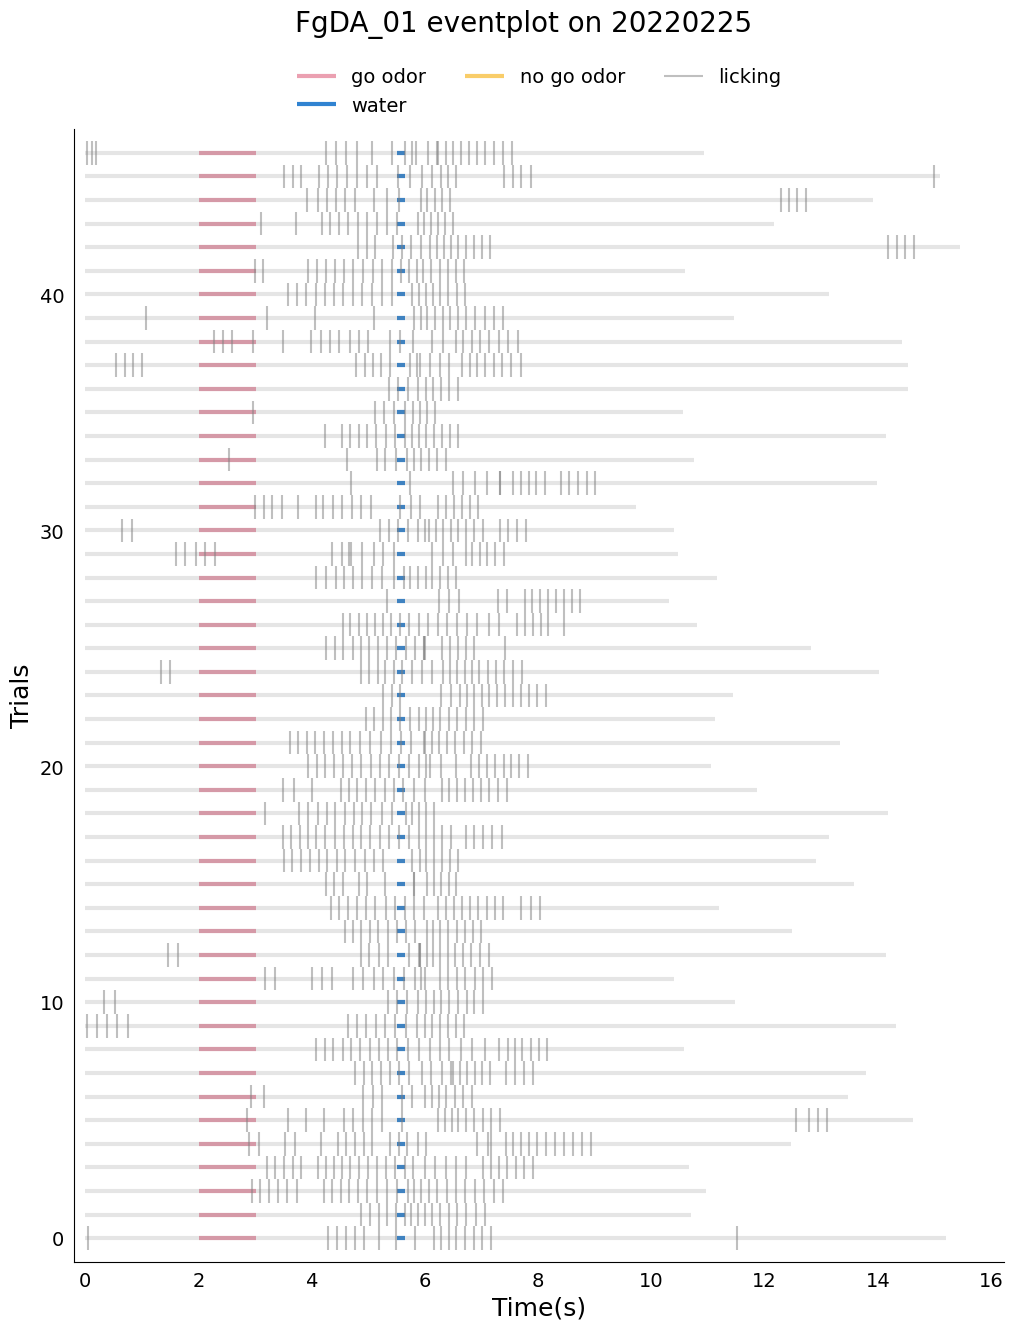 FgDA_01 eventplot on 20220225
go odor
no go odor
licking
water
40
30
20
10
0
Trials
0 2 4 6 8 10 12 14 16
Time(s)